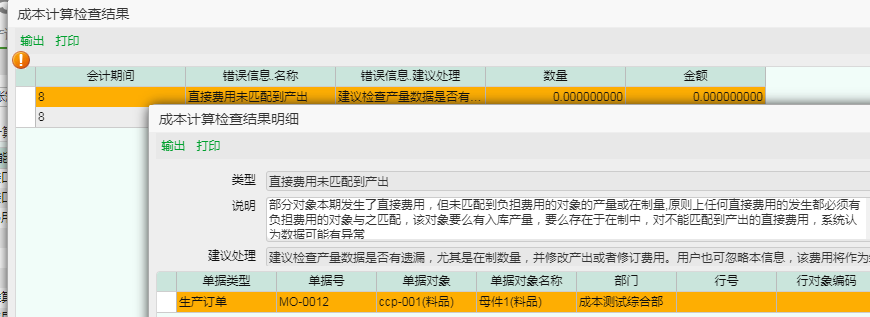 成本计算检查结果
输出 打印
会计期间 错误信息.名称 错误信息.建议处理 数量 金额
8 直接费用未匹配到产出 建议检查产量数据是否有... 0.000000000 0.000000000
8
成本计算检查结果明细
输出 打印
类型 直接费用未匹配到产出
说明 部分对象本期发生了直接费用，但未匹配到负担费用的对象的产量或在制量,原则上任何直接费用的发生都必须有
负担费用的对象与之匹配，该对象要么有入库产量，要么存在于在制中，对不能匹配到产出的直接费用，系统认
为数据可能有异常
建议处理 建议检查产量数据是否有遗漏，尤其是在制数量，并修改产出或者修订费用。用户也可忽略本信息，该费用将作为
单据类型 单据号 单据对象 单据对象名称 部门 行号 行对象编码
生产订单 MO-0012 ccp-001(料品) 母件1(料品) 成本测试综合部